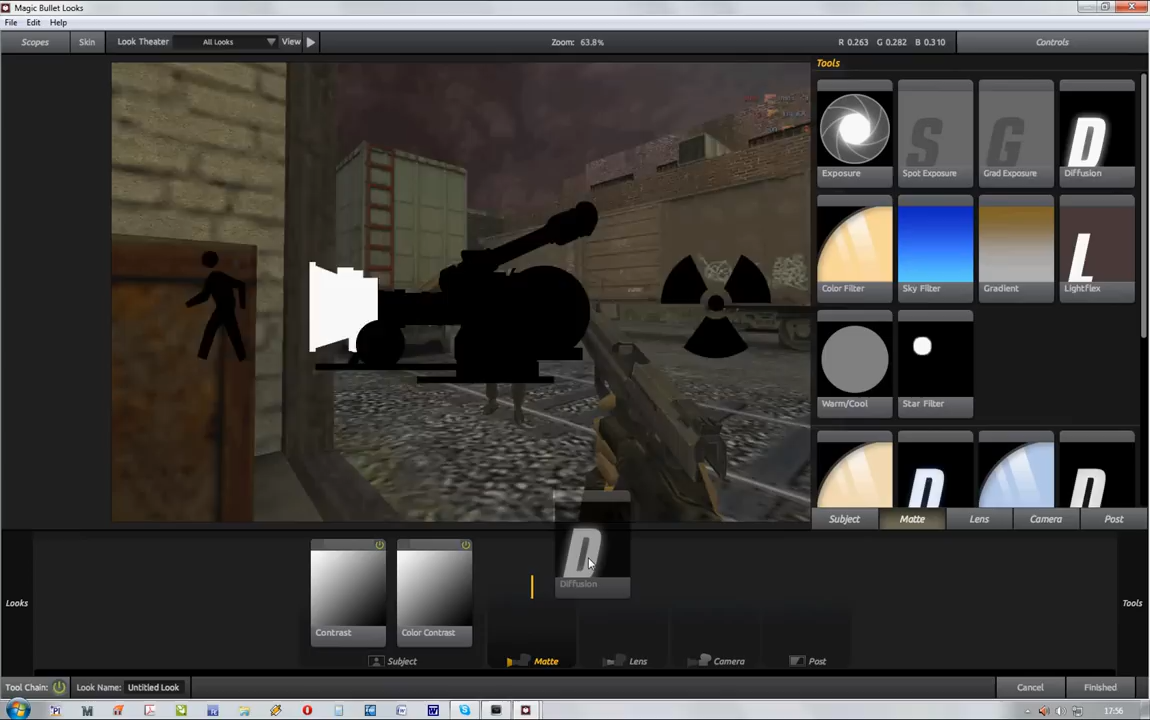 Magic Bullet Looks
File Edit Help
Scopes Skin Look Theater All Looks View Zoom: 63.8% R 0.263 G 0.282 B 0.310 Controls
Tools
S G D
Exposure Spot Exposure Grad Exposure Diffusion
L
Color Filter Sky Filter Gradient Lightflex
Warm/Cool Star Filter
D D
Subject Matte Lens Camera Post
D
Diffusion
Looks Tools
Contrast Color Contrast
Subject Matte Lens Camera Post
Tool Chain: Look Name: Untitled Look Cancel Finished
17:56